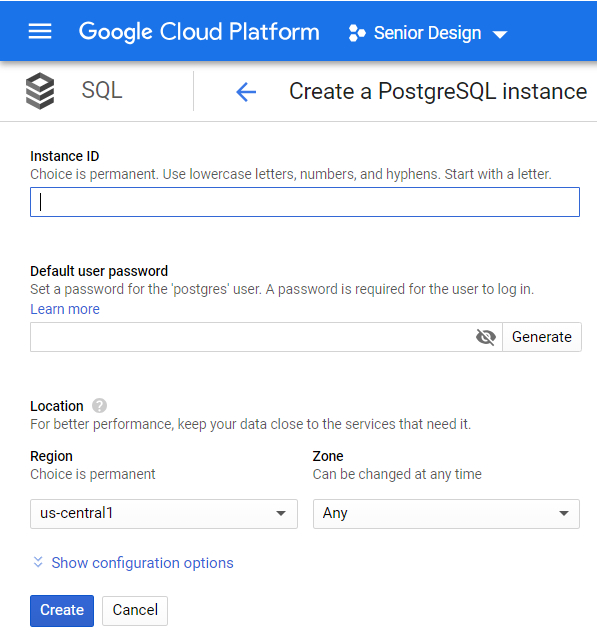 Google Cloud Platform Senior Design
SQL Create a PostgreSQL instance
Instance ID
Choice is permanent. Use lowercase letters, numbers, and hyphens. Start with a letter.
Default user password
Set a password for the 'postgres' user. A password is required for the user to log in.
Learn more
Generate
Location ?
For better performance, keep your data close to the services that need it.
Region
Choice is permanent
us-central1
Zone
Can be changed at any time
Any
Show configuration options
Create Cancel